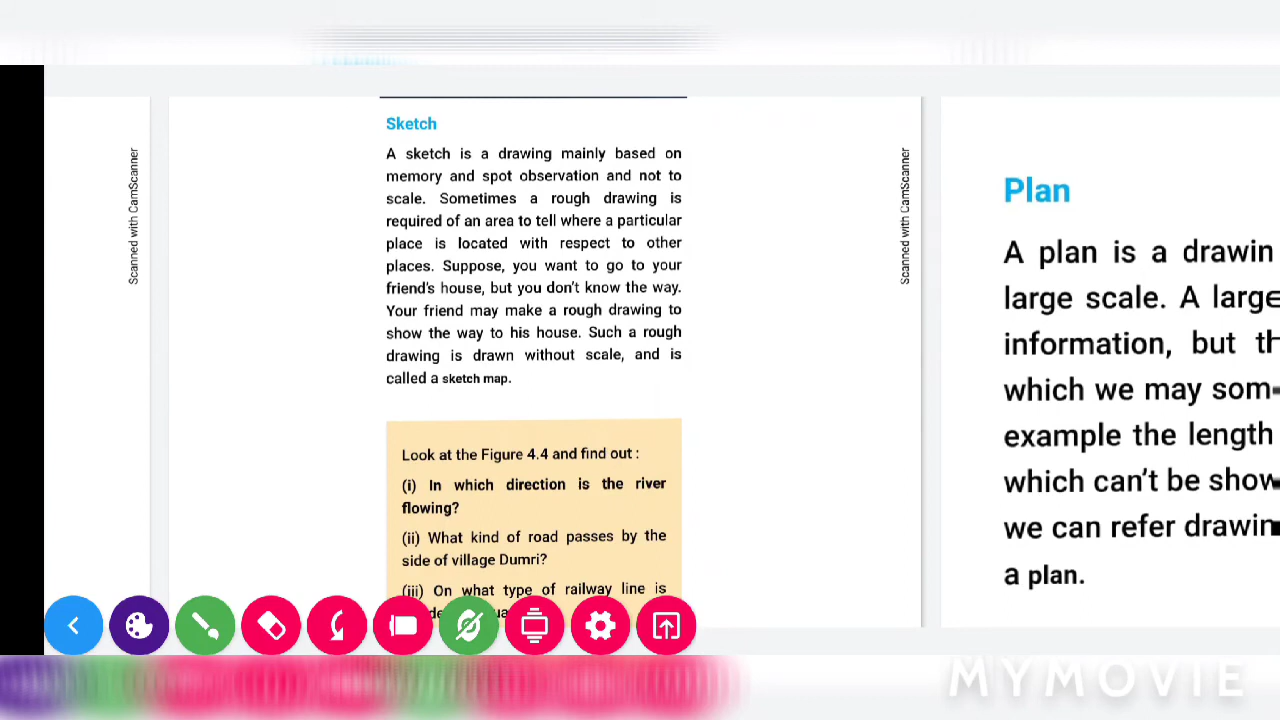 Scanned with CamScanner
Sketch
A sketch is a drawing mainly based on
memory and spot observation and not to
scale. Sometimes a rough drawing is
required of an area to tell where a particular
place is located with respect to other
places. Suppose, you want to go to your
friend's house, but you don't know the way.
Your friend may make a rough drawing to
show the way to his house. Such a rough
drawing is drawn without scale, and is
called a sketch map.
Look at the Figure 4.4 and find out :
(i) In which direction is the river
flowing?
(ii) What kind of road passes by the
side of village Dumri?
(iii) On what type of railway line is
Scanned with CamScanner
Plan
A plan is a drawin
large scale. A large
information, but th
which we may som
example the length
which can't be show
we can refer drawin
a plan.
MYMOVIE